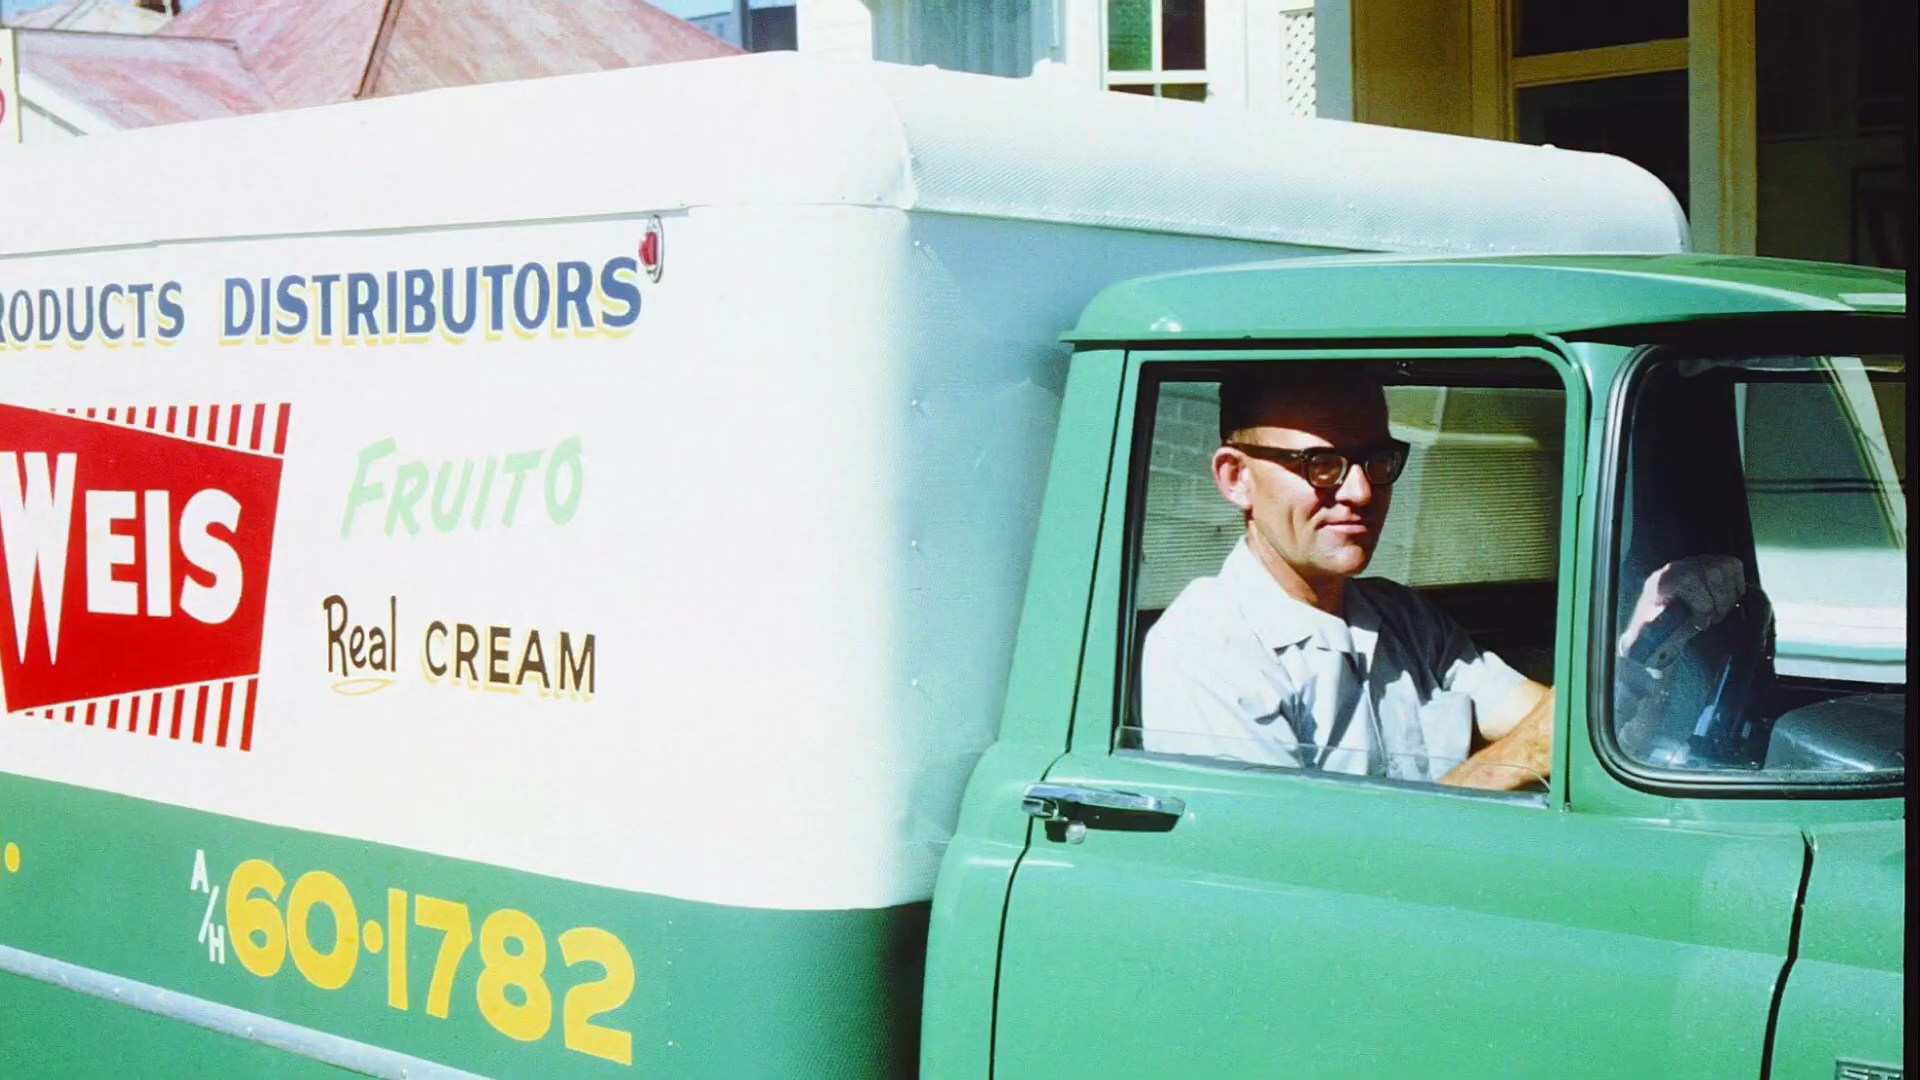 RODUCTS DISTRIBUTORS
WEIS
FRUITO
Real CREAM
A/H 60·1782